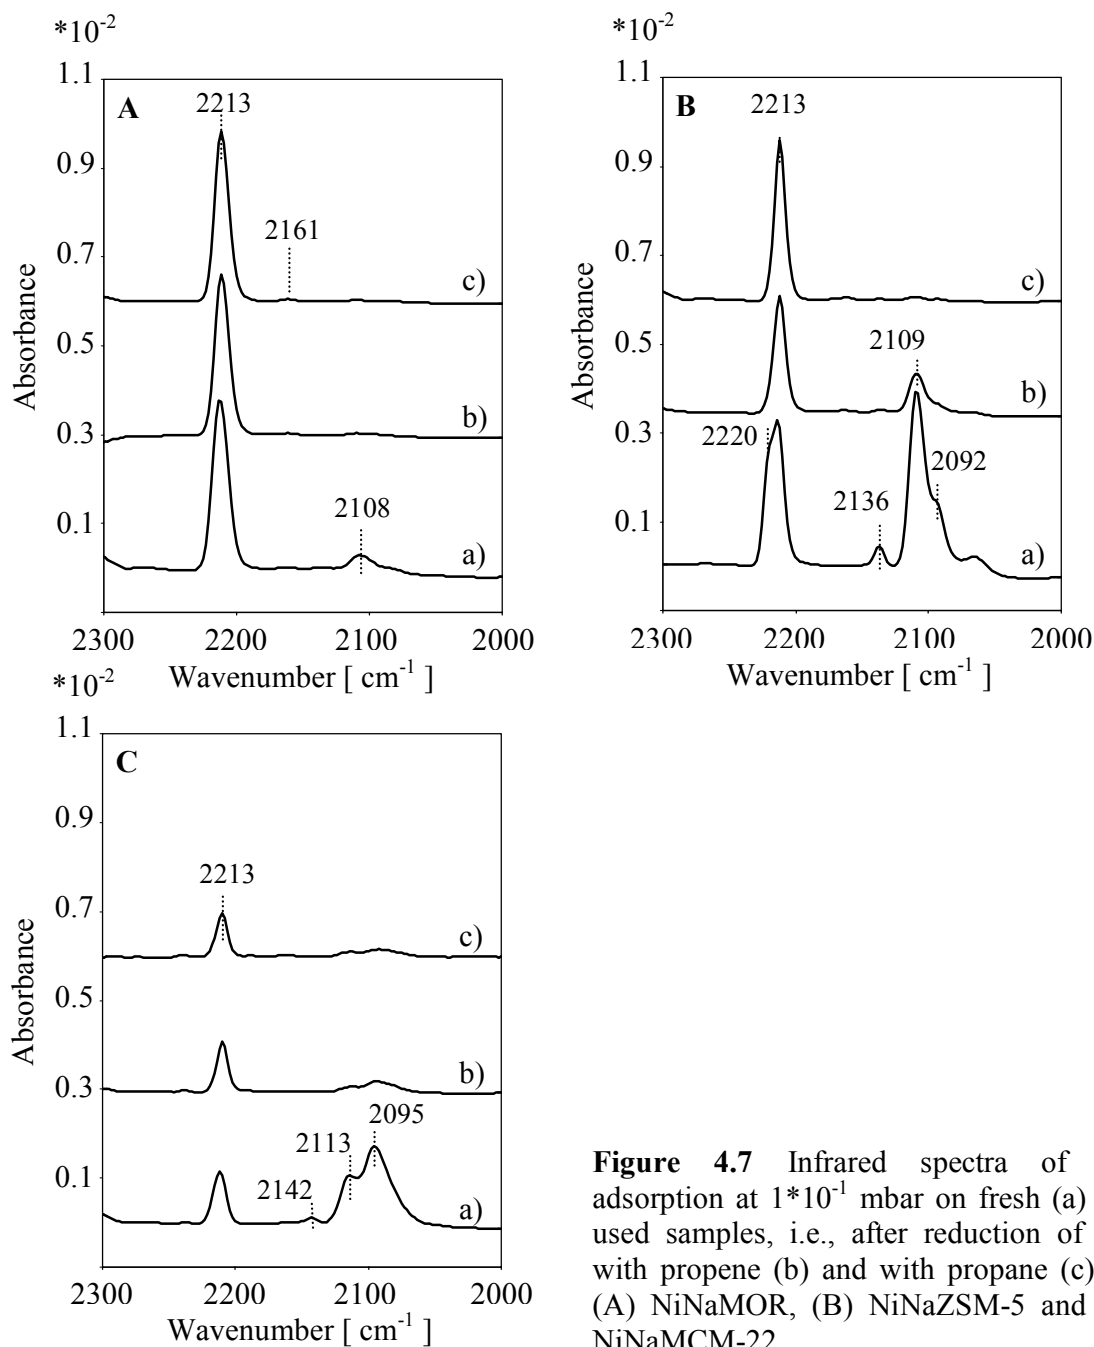 *10-2
1.1
0.9
0.7
0.5
0.3
0.1
Absorbance
A
2213
2161
c)
b)
2108
a)
2300 2200 2100 2000
Wavenumber [ cm-1 ]
*10-2
1.1
0.9
0.7
0.5
0.3
0.1
Absorbance
B
2213
c)
2109
b)
2220
2092
2136
a)
2300 2200 2100 2000
Wavenumber [ cm-1 ]
*10-2
1.1
0.9
0.7
0.5
0.3
0.1
Absorbance
C
2213
c)
b)
2095
2113
2142
a)
2300 2200 2100 2000
Wavenumber [ cm-1 ]
Figure 4.7 Infrared spectra of
adsorption at 1*10-1 mbar on fresh (a)
used samples, i.e., after reduction of
with propene (b) and with propane (c)
(A) NiNaMOR, (B) NiNaZSM-5 and
NiNaMCM-22